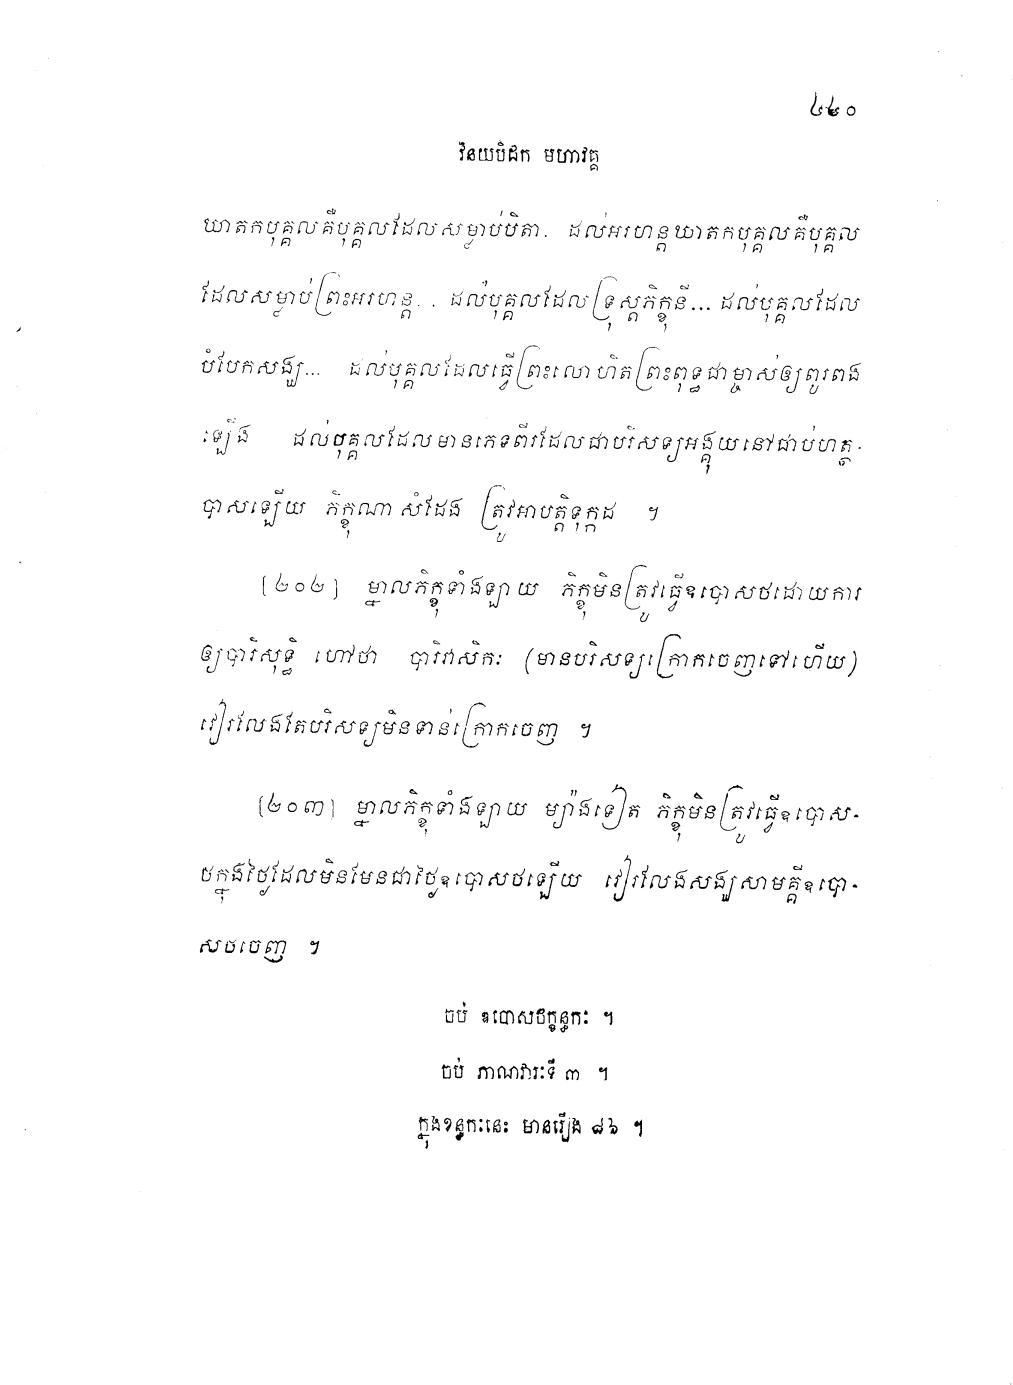 ៤៤០
វិនយបិដក មហាវគ្គ
ឃាតកបុគ្គលគឺបុគ្គលដែលសម្លាប់បិតា. ដល់អរហន្តឃាតកបុគ្គលគឺបុគ្គល
ដែលសម្លាប់ព្រះអរហន្ត. . ដល់បុគ្គលដែលទ្រុស្តភិក្ខុនី... ដល់បុគ្គលដែល
បំបែកសង្ឃ... ដល់បុគ្គលដែលធ្វើព្រះលោហិតព្រះពុទ្ធជាម្ចាស់ឲ្យពូរពង
ឡើង ដល់បុគ្គលដែលមានភេទពីរដែលជាបរិសទ្យអង្គុយនៅជាប់ហត្ថ-
បាសឡើយ ភិក្ខុណាសំដែង ត្រូវអាបត្តិទុក្កដ ។
[២០២] ម្នាលភិក្ខុទាំងឡាយ ភិក្ខុមិនត្រូវធ្វើឧបោសថដោយការ
ឲ្យបារិសុទ្ធិ ហៅថា បារិវាសិកៈ (មានបរិសទ្យក្រោកចេញទៅហើយ)
វៀរលែងតែបរិសទ្យមិនទាន់ក្រោកចេញ ។
[២០៣] ម្នាលភិក្ខុទាំងឡាយ ម្យ៉ាងទៀត ភិក្ខុមិនត្រូវធ្វើឧបោស-
ថក្នុងថ្ងៃដែលមិនមែនជាថ្ងៃឧបោសថឡើយ វៀរលែងសង្ឃសាមគ្គីឧបោ-
សថចេញ ។
ចប់ ឧបោសថិក្ខន្ធកៈ ។
ចប់ ភាណវារៈទី ៣ ។
ក្នុងខន្ធកៈនេះ មានរឿង ៨៦ ។